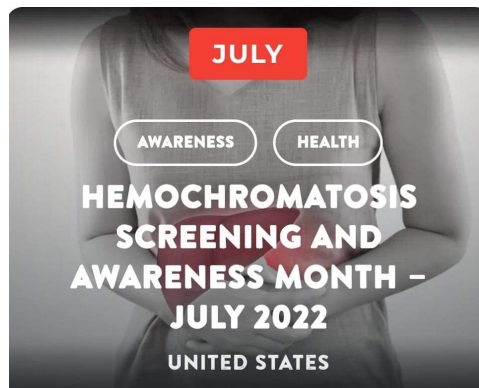 JULY
AWARENESS HEALTH
HEMOCHROMATOSIS
SCREENING AND
AWARENESS MONTH –
JULY 2022
UNITED STATES